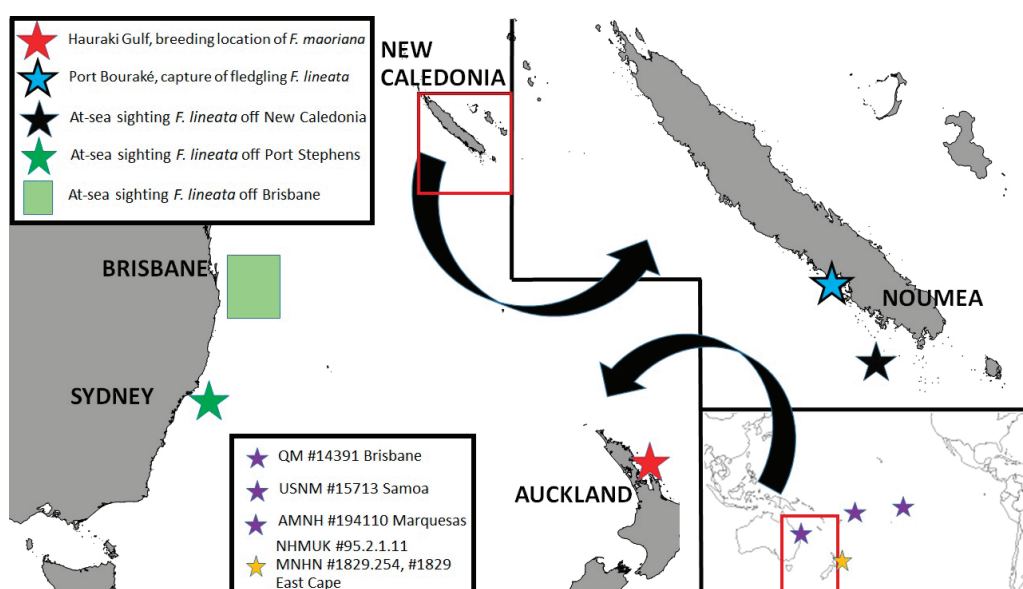 Hauraki Gulf, breeding location of F. maoriana
Port Bouraké, capture of fledgling F. lineata
At-sea sighting F. lineata off New Caledonia
At-sea sighting F. lineata off Port Stephens
At-sea sighting F. lineata off Brisbane
NEW
CALEDONIA
BRISBANE
NOUMEA
SYDNEY
AUCKLAND
QM #14391 Brisbane
USNM #15713 Samoa
AMNH #194110 Marquesas
NHMUK #95.2.1.11
MNHN #1829.254, #1829
East Cape